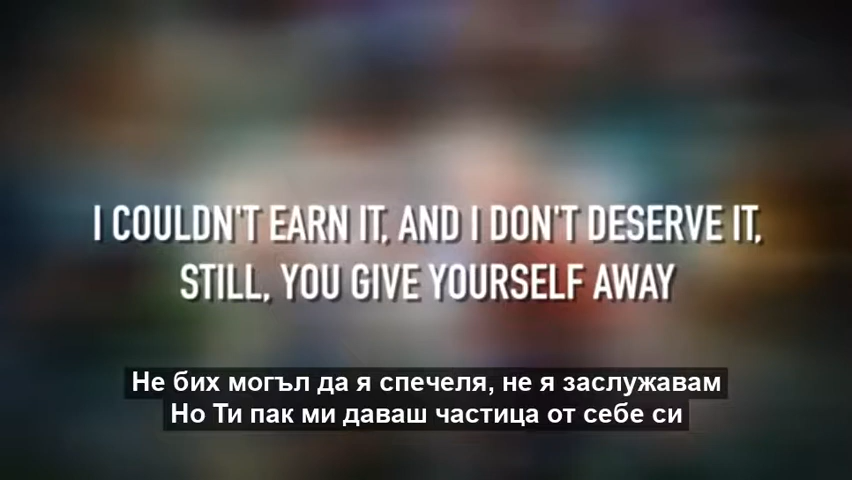 I COULDN'T EARN IT, AND I DON'T DESERVE IT,
STILL, YOU GIVE YOURSELF AWAY
Не бих могъл да я спечеля, не я заслужавам
Но Ти пак ми даваш частица от себе си